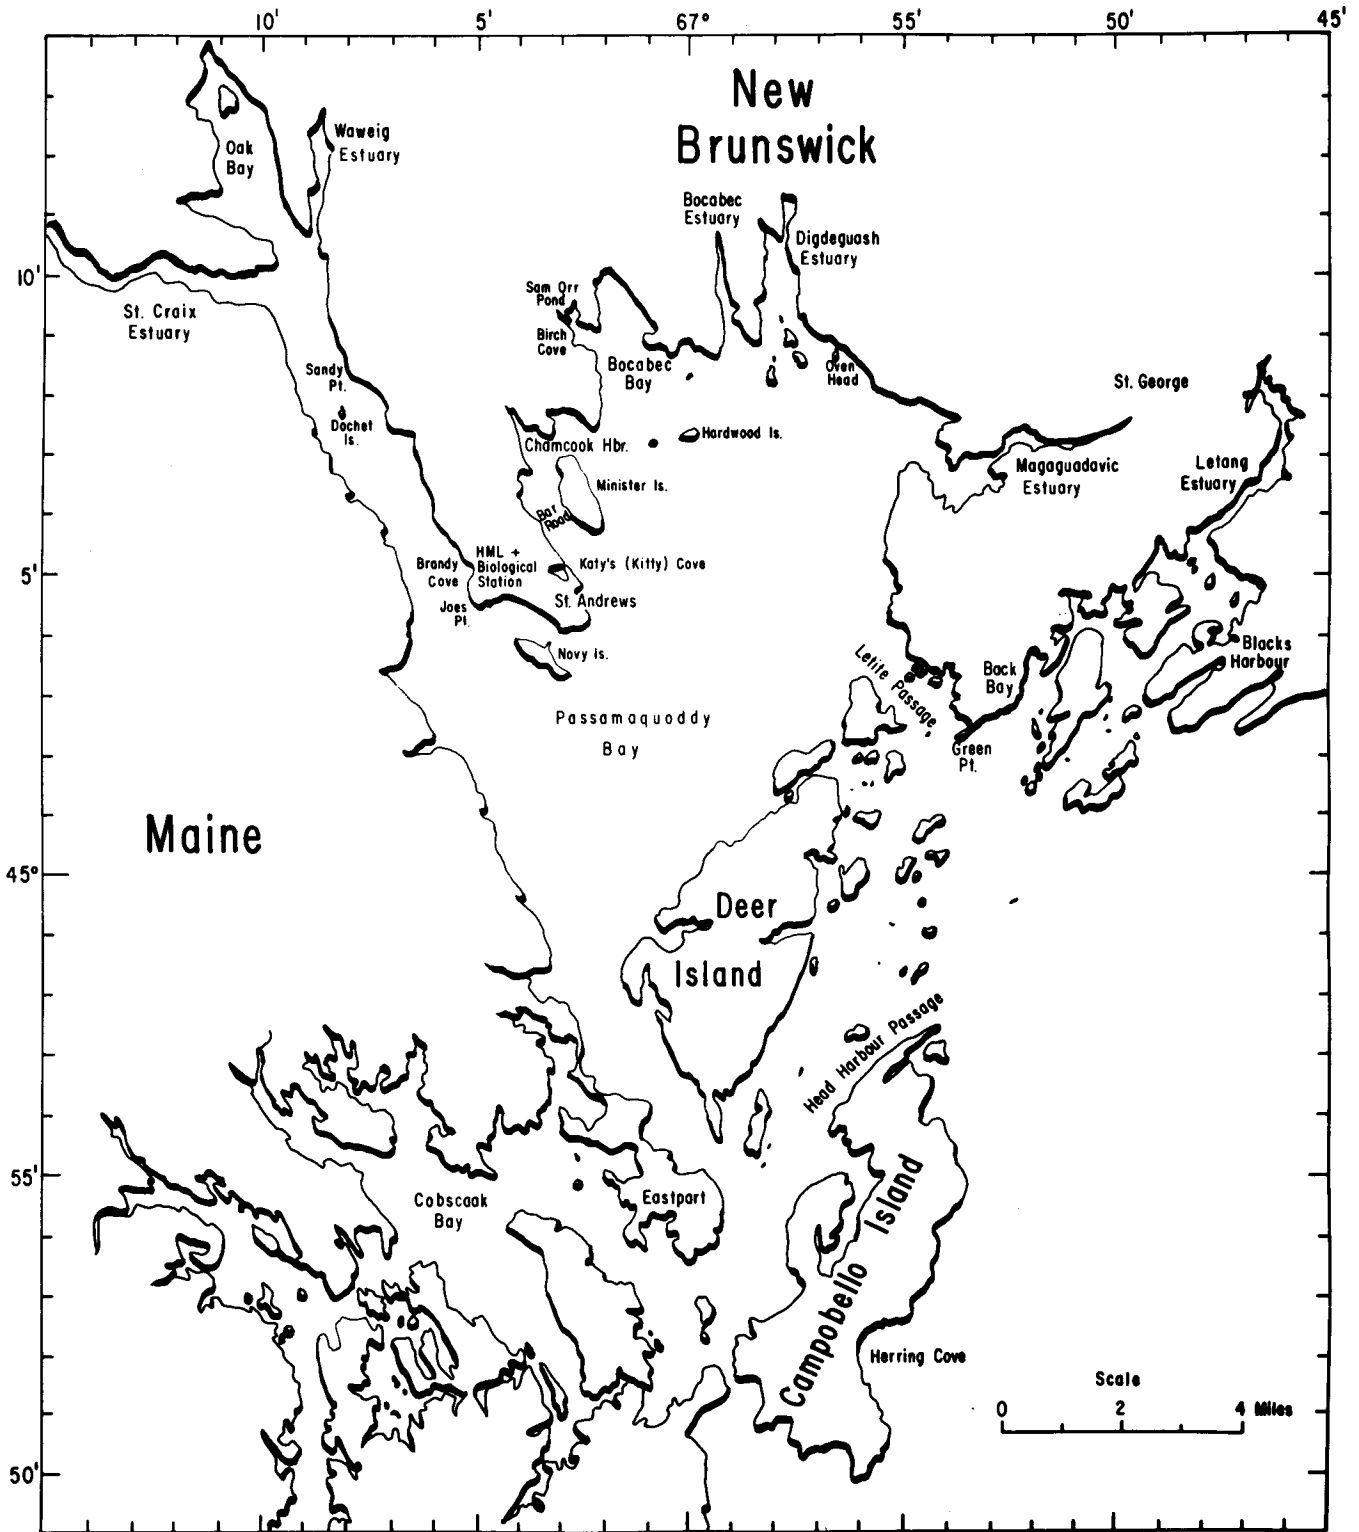 10'
5'
67°
55'
50'
45'
New
Brunswick
Waweig
Estuary
Oak
Bay
Bocabec
Estuary
Digdeguash
Estuary
10'
St. Craix
Estuary
Sam Orr
Pond
Birch
Cove
Bocabec
Bay
Oven
Head
Sandy
Pt.
Dochet
Is.
St. George
Chamcook Hbr.
Hardwood Is.
Minister Is.
Bar
Road
Magaguadavic
Estuary
Letang
Estuary
5'
Brandy
Cove
HML +
Biological
Station
Katy's (Kitty) Cove
Joes
Pt.
St. Andrews
Navy Is.
Letite Passage
Back
Bay
Blacks
Harbour
Passamaquoddy
Bay
Green
Pt.
Maine
45°
Deer
Island
Head Harbour Passage
55'
Cobscaak
Bay
Eastport
Campobello Island
Herring Cove
Scale
0 2 4 Miles
50'